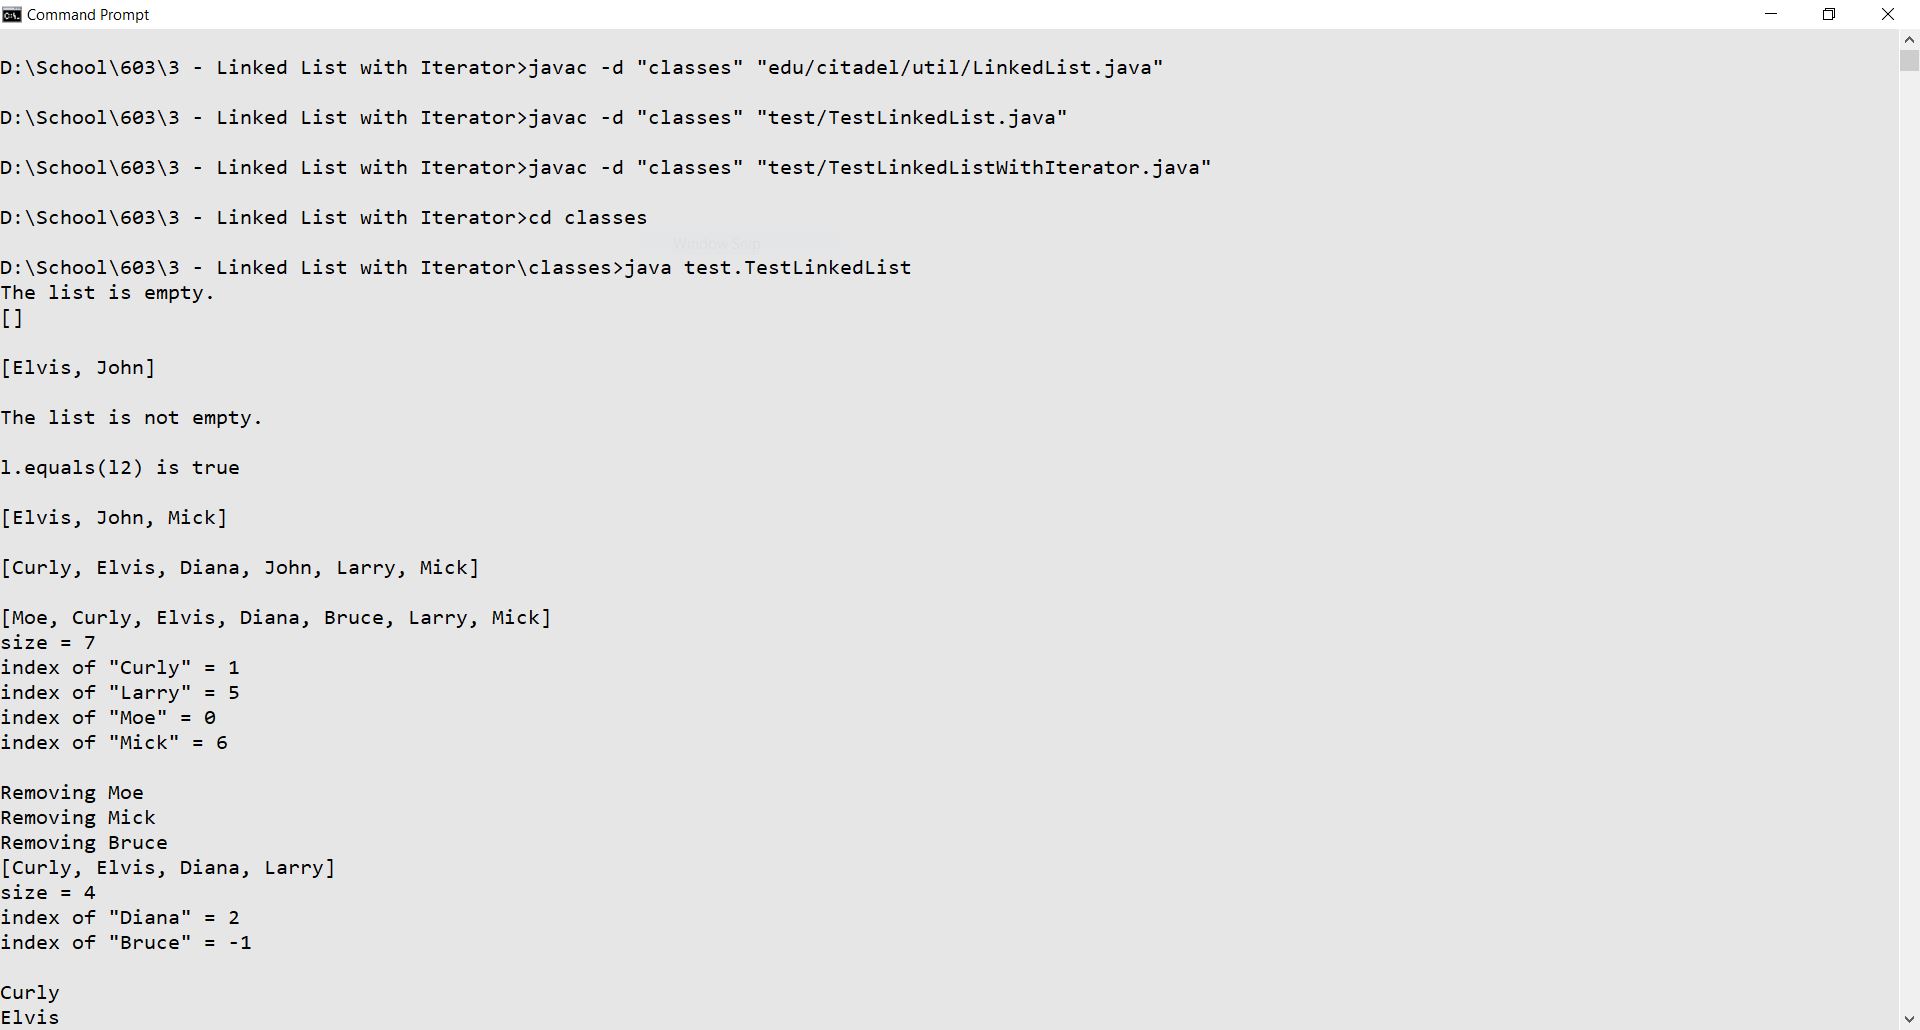 Command Prompt
D:\School\603\3 - Linked List with Iterator>javac -d "classes" "edu/citadel/util/LinkedList.java"
D:\School\603\3 - Linked List with Iterator>javac -d "classes" "test/TestLinkedList.java"
D:\School\603\3 - Linked List with Iterator>javac -d "classes" "test/TestLinkedListWithIterator.java"
D:\School\603\3 - Linked List with Iterator>cd classes
Window Snip
D:\School\603\3 - Linked List with Iterator\classes>java test.TestLinkedList
The list is empty.
[]
[Elvis, John]
The list is not empty.
l.equals(l2) is true
[Elvis, John, Mick]
[Curly, Elvis, Diana, John, Larry, Mick]
[Moe, Curly, Elvis, Diana, Bruce, Larry, Mick]
size = 7
index of "Curly" = 1
index of "Larry" = 5
index of "Moe" = 0
index of "Mick" = 6
Removing Moe
Removing Mick
Removing Bruce
[Curly, Elvis, Diana, Larry]
size = 4
index of "Diana" = 2
index of "Bruce" = -1
Curly
Elvis